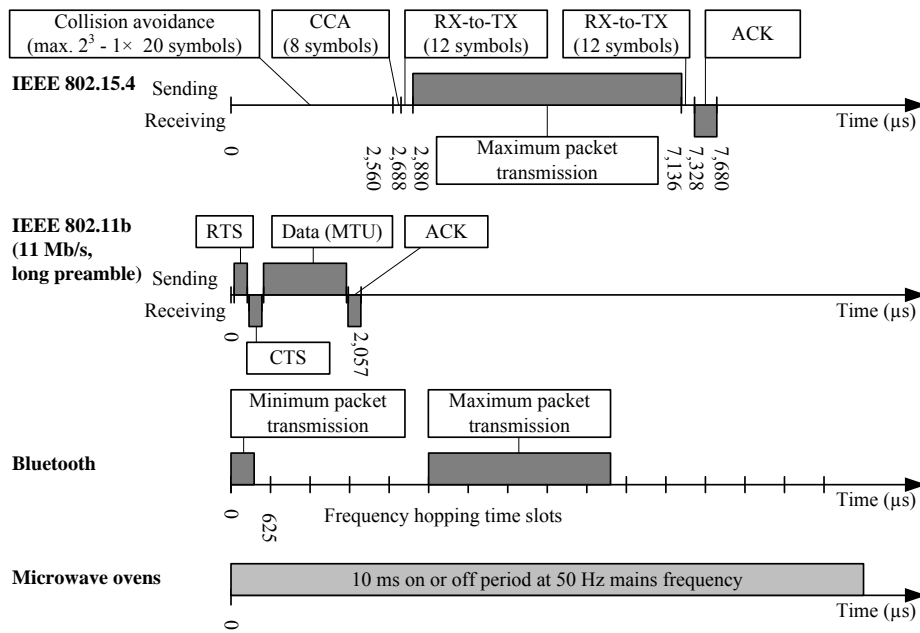 Collision avoidance
(max. 2³ - 1× 20 symbols)
CCA
(8 symbols)
RX-to-TX
(12 symbols)
RX-to-TX
(12 symbols)
ACK
IEEE 802.15.4
Sending
Receiving
Time (µs)
0
2,560
2,688
2,880
Maximum packet
transmission
7,136
7,328
7,680
IEEE 802.11b
(11 Mb/s,
long preamble)
RTS
Data (MTU)
ACK
Sending
Receiving
Time (µs)
0
CTS
2,057
Minimum packet
transmission
Maximum packet
transmission
Bluetooth
Time (µs)
0
625
Frequency hopping time slots
Microwave ovens
10 ms on or off period at 50 Hz mains frequency
Time (µs)
0